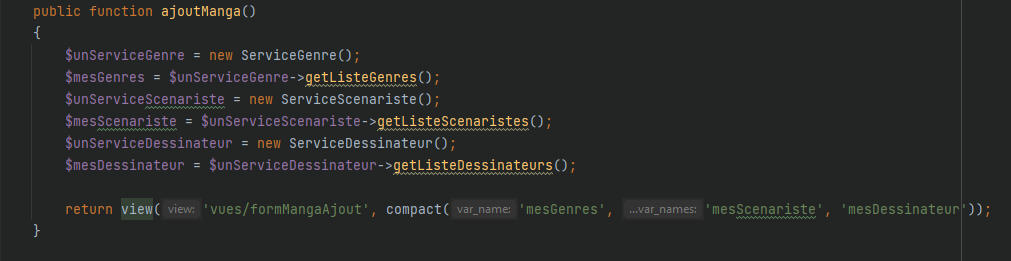 public function ajoutManga()
{
$unServiceGenre = new ServiceGenre();
$mesGenres = $unServiceGenre->getListeGenres();
$unServiceScenariste = new ServiceScenariste();
$mesScenariste = $unServiceScenariste->getListeScenaristes();
$unServiceDessinateur = new ServiceDessinateur();
$mesDessinateur = $unServiceDessinateur->getListeDessinateurs();
return view( view: 'vues/formMangaAjout', compact( var_name: 'mesGenres', ...var_names: 'mesScenariste', 'mesDessinateur'));
}